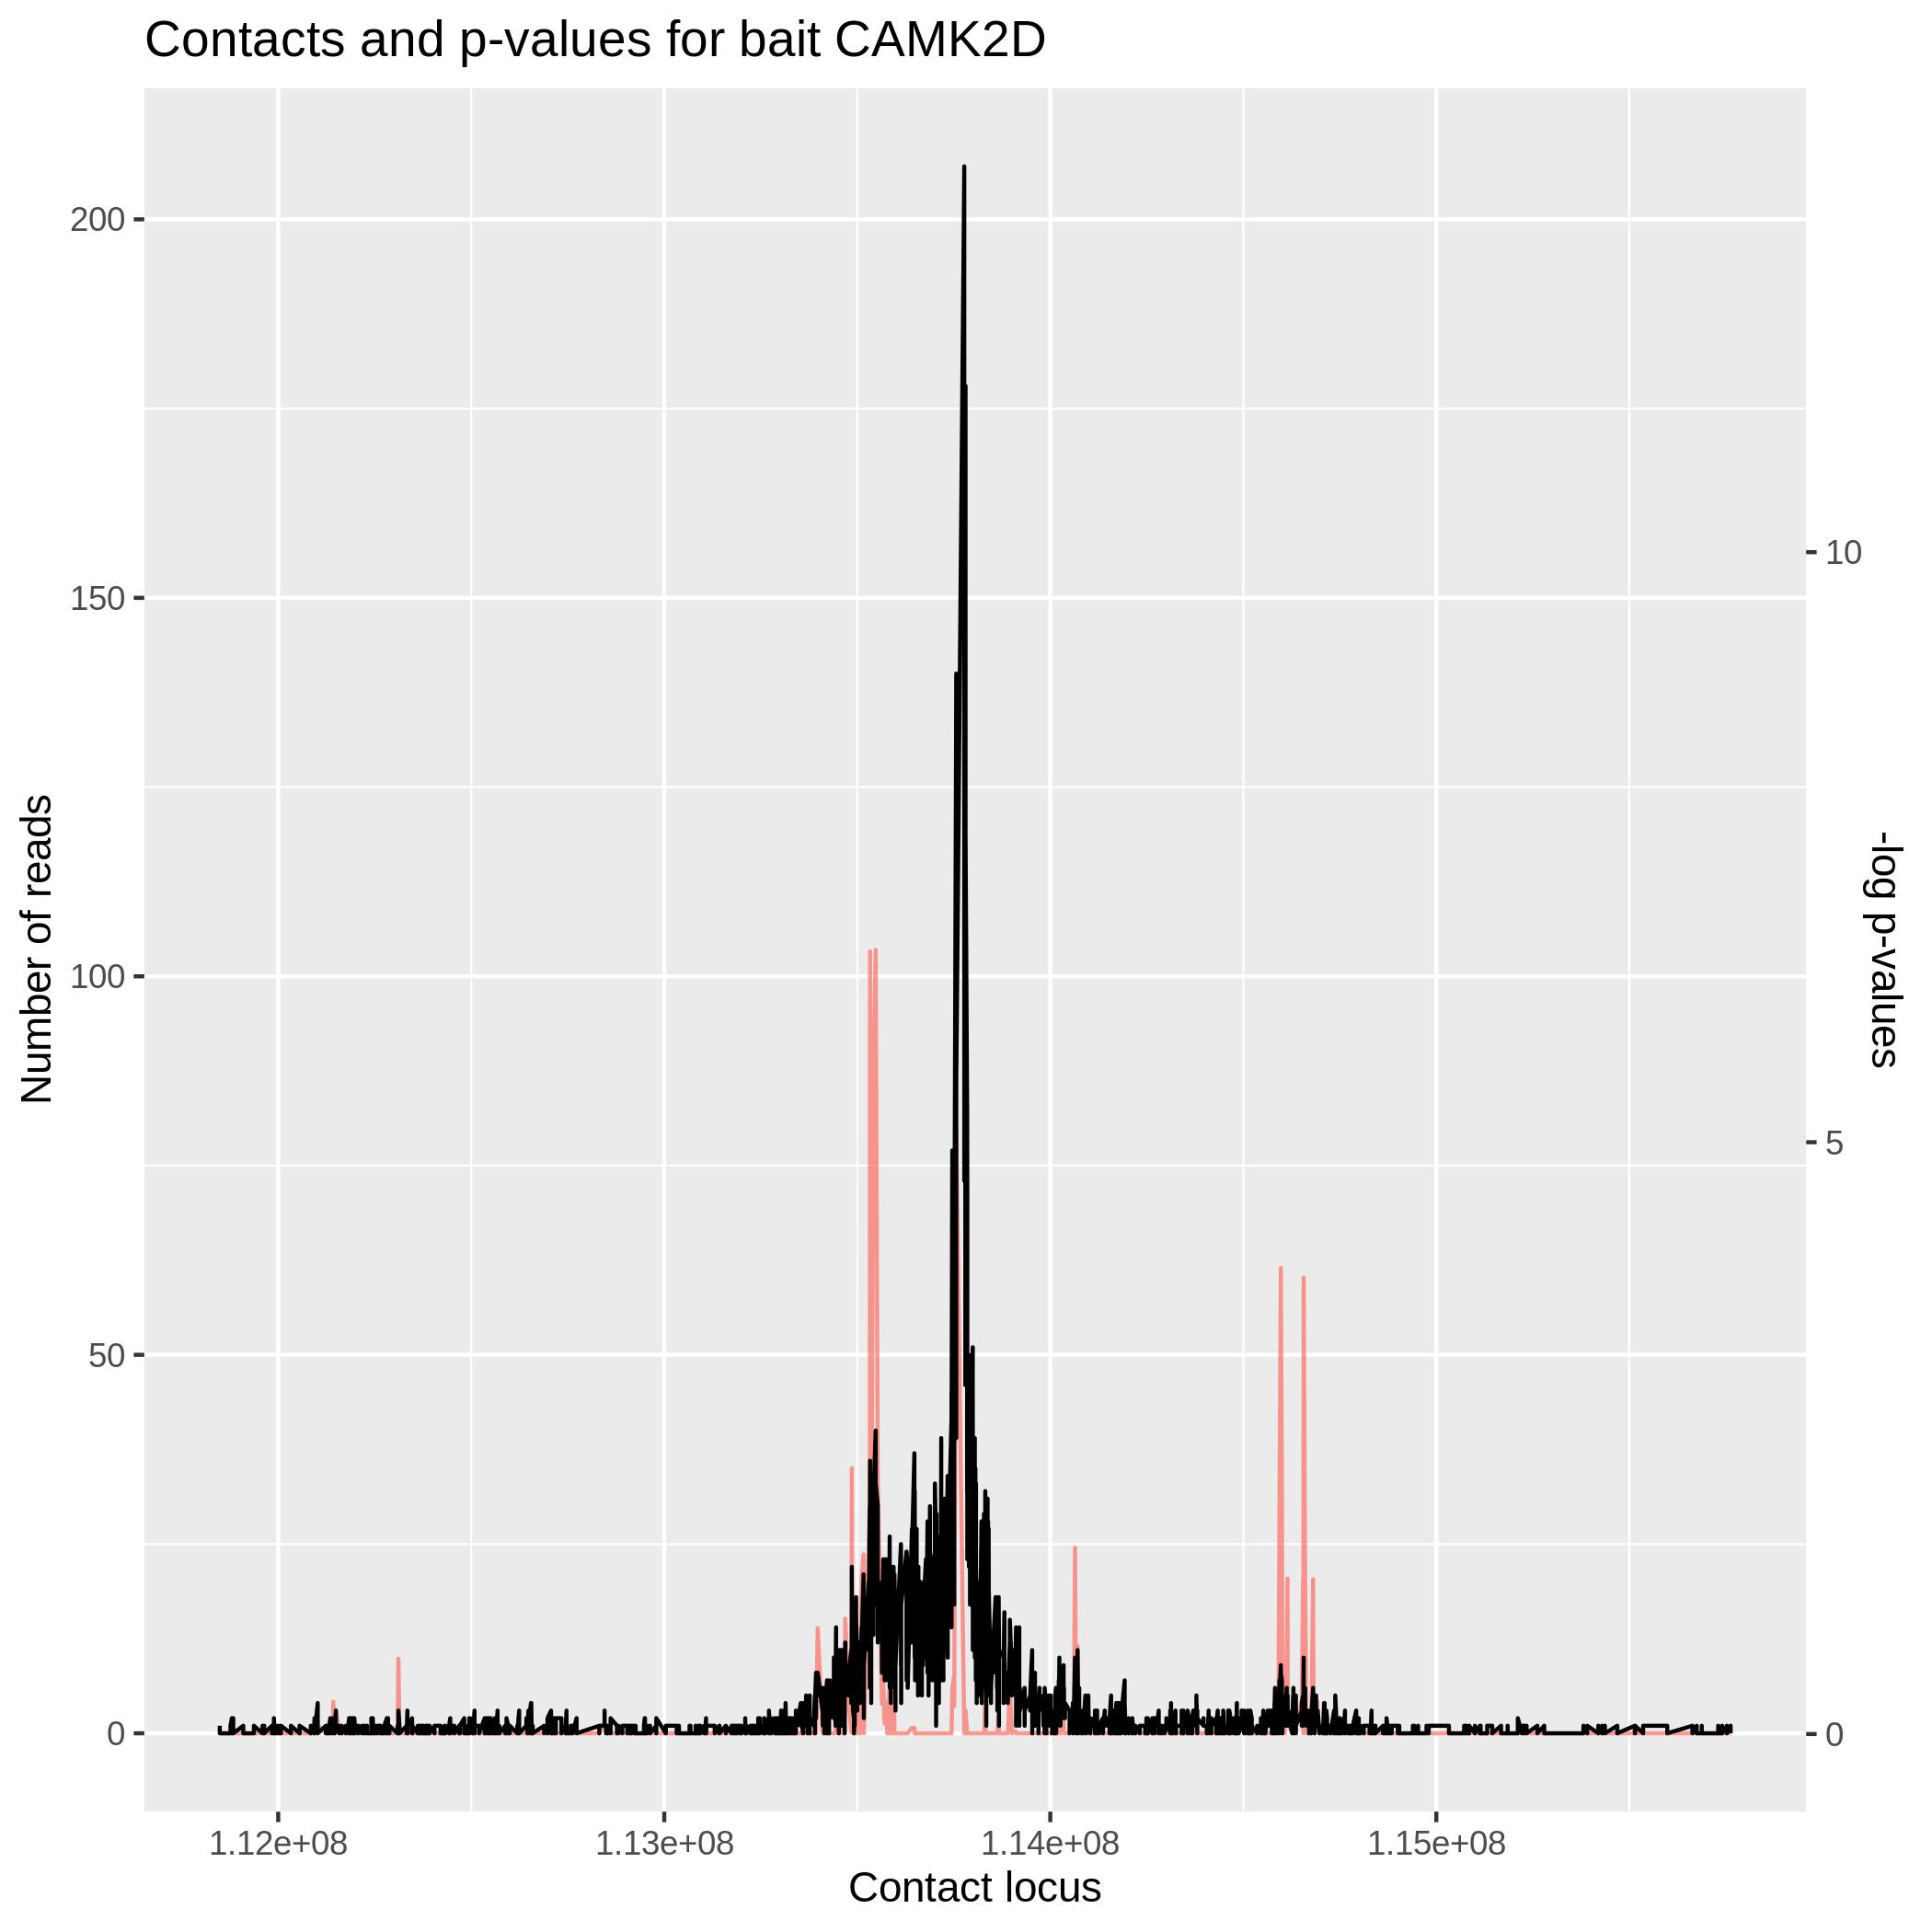 Contacts and p-values for bait CAMK2D
Number of reads
200
150
100
50
0
10
5
0
-log p-values
1.12e+08
1.13e+08
1.14e+08
1.15e+08
Contact locus